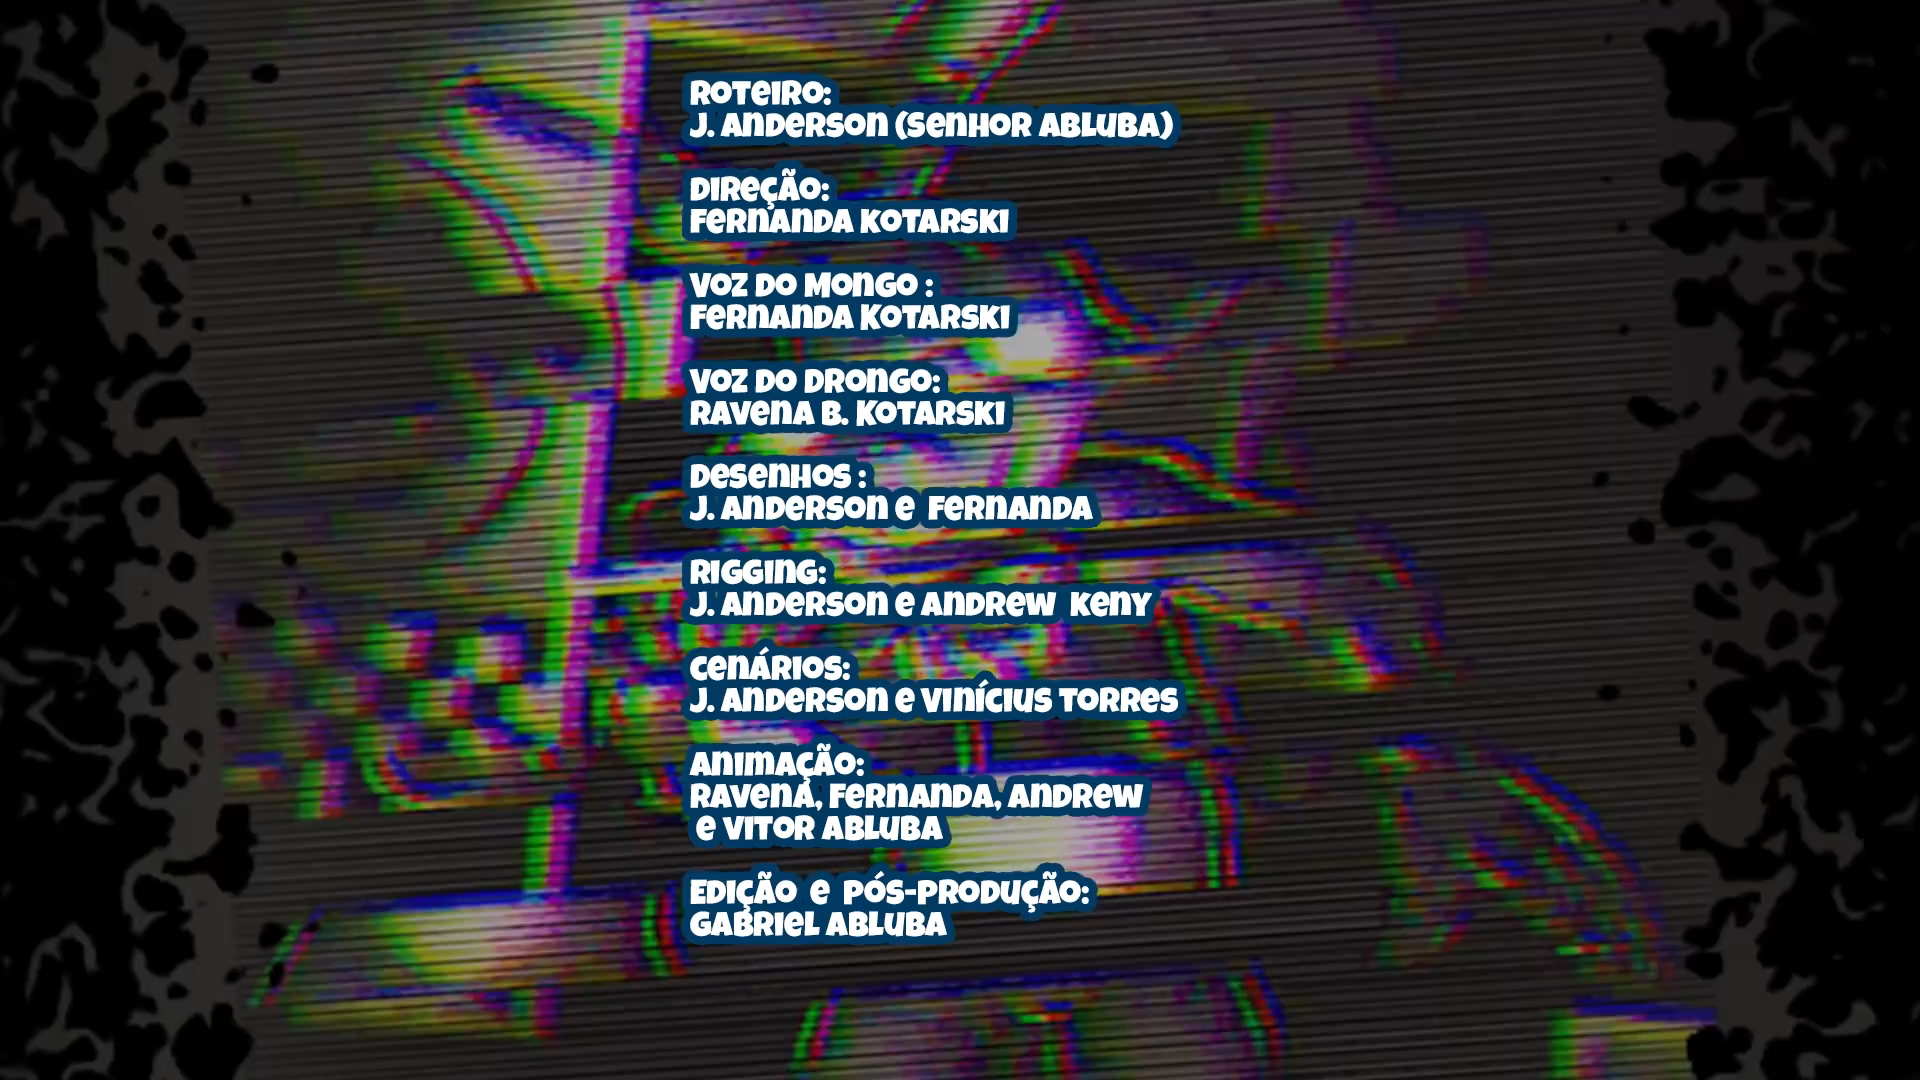 Roteiro:
J. Anderson (Senhor Abluba)
Direção:
Fernanda Kotarski
Voz do Mongo :
Fernanda Kotarski
Voz do Drongo:
Ravena B. Kotarski
Desenhos :
J. Anderson e Fernanda
Rigging:
J. Anderson e Andrew Keny
Cenários:
J. Anderson e Vinícius Torres
Animação:
Ravena, Fernanda, Andrew
e Vitor Abluba
Edição e Pós-Produção:
Gabriel Abluba